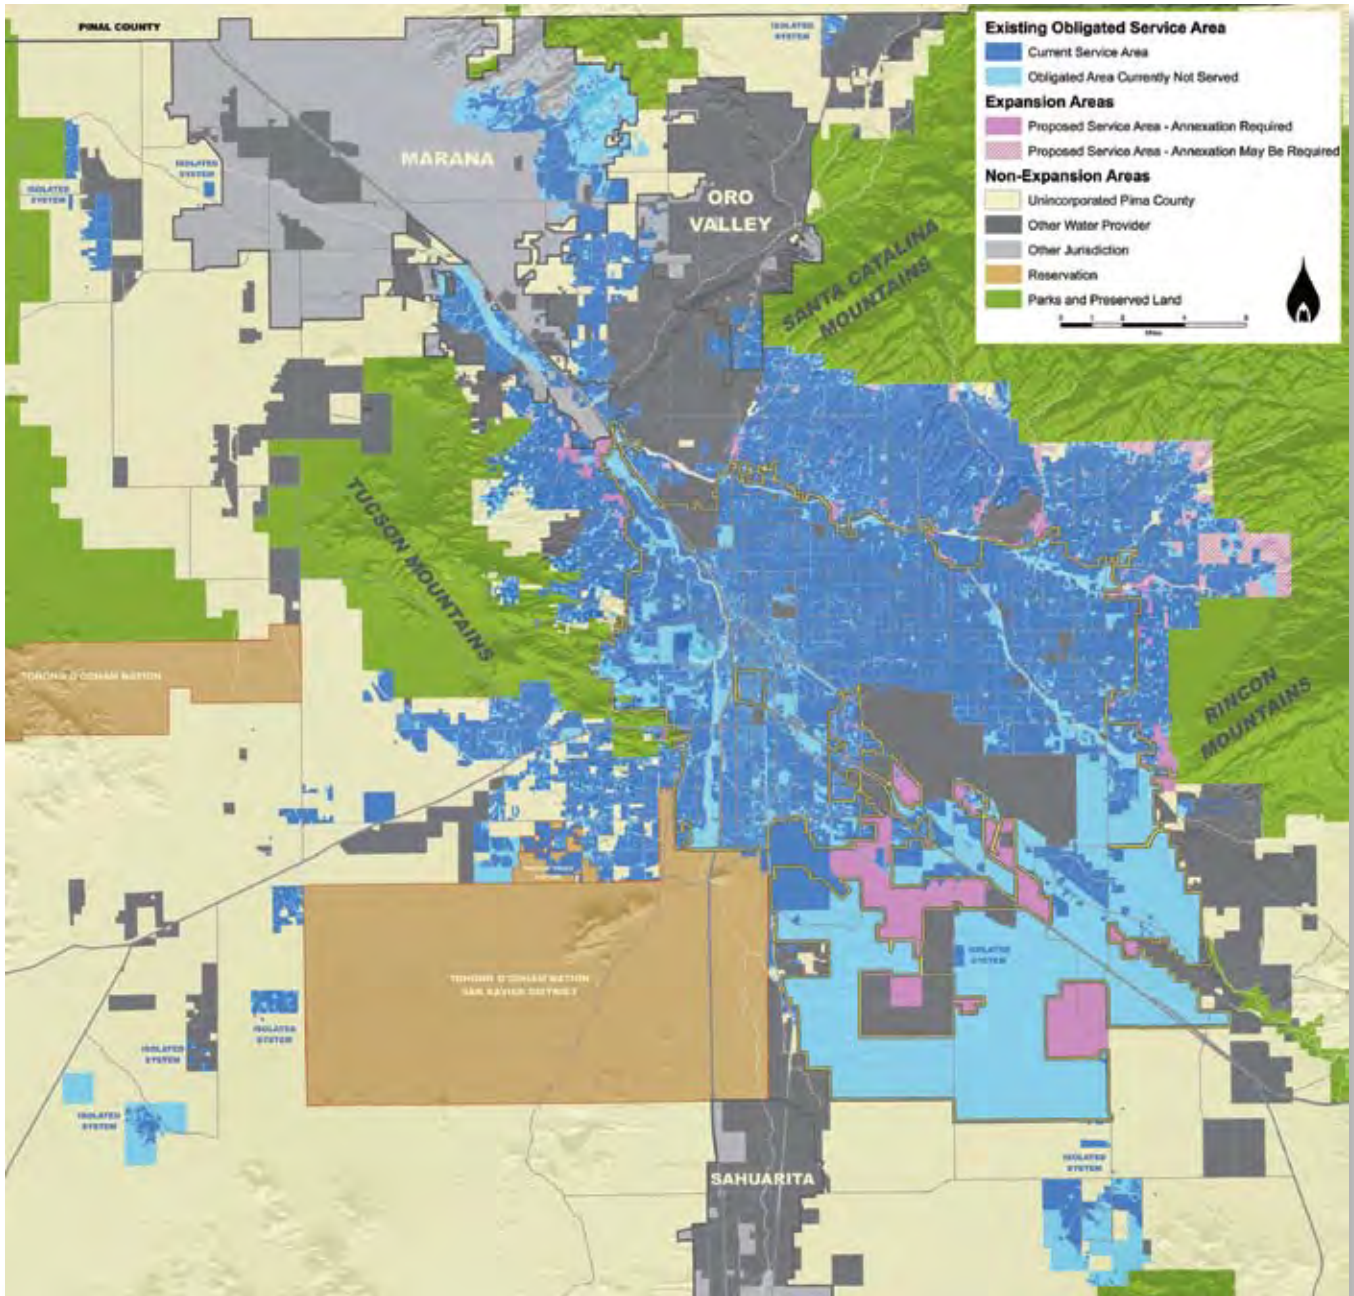 PINAL COUNTY
ISOLATED
SYSTEM
Existing Obligated Service Area
Current Service Area
Obligated Area Currently Not Served
Expansion Areas
Proposed Service Area - Annexation Required
Proposed Service Area - Annexation May Be Required
Non-Expansion Areas
Unincorporated Pima County
Other Water Provider
Other Jurisdiction
Reservation
Parks and Preserved Land
Miles
MARANA
ISOLATED
SYSTEM
ISOLATED
SYSTEM
ORO
VALLEY
SANTA CATALINA
MOUNTAINS
TUCSON MOUNTAINS
RINCON
MOUNTAINS
TOHONO O'ODHAM NATION
TOHONO O'ODHAM NATION
SAN XAVIER DISTRICT
ISOLATED
SYSTEM
ISOLATED
SYSTEM
ISOLATED
SYSTEM
ISOLATED
SYSTEM
ISOLATED
SYSTEM
SAHUARITA